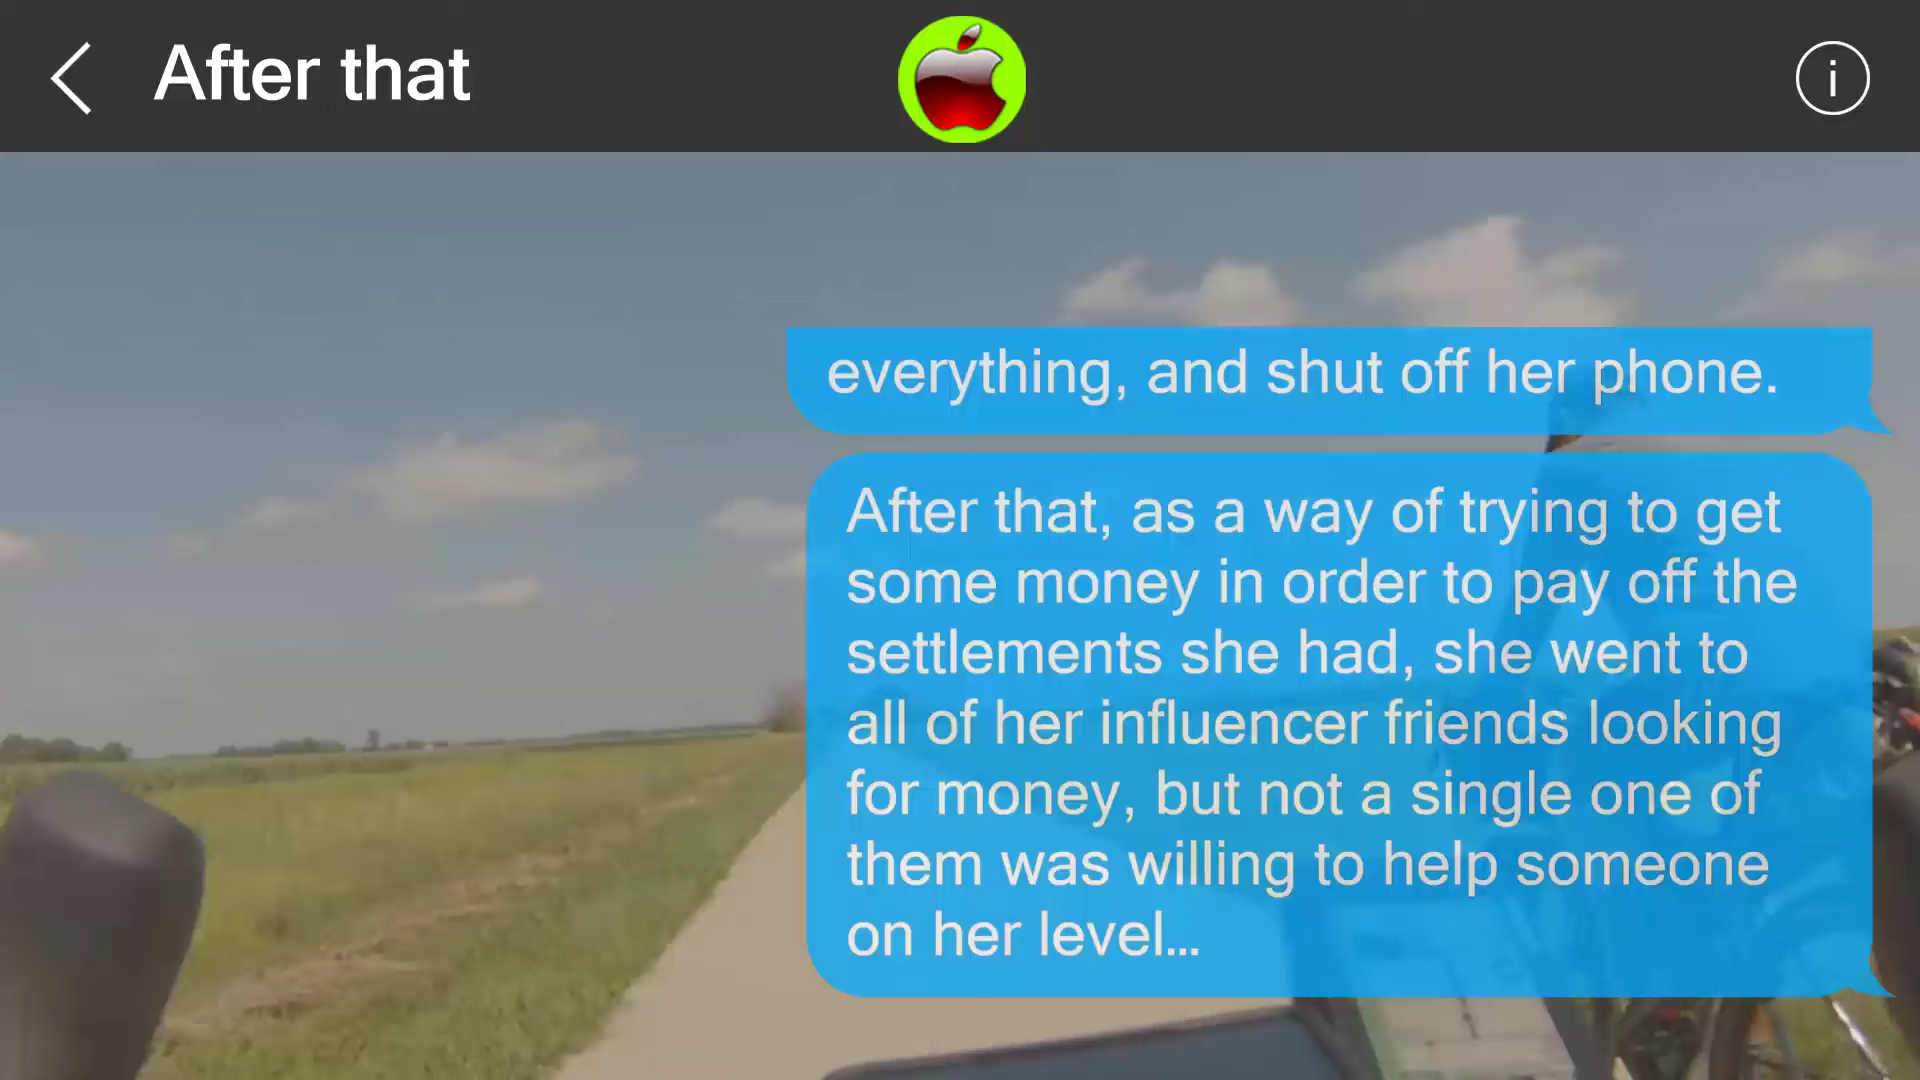 After that
everything, and shut off her phone.
After that, as a way of trying to get
some money in order to pay off the
settlements she had, she went to
all of her influencer friends looking
for money, but not a single one of
them was willing to help someone
on her level...